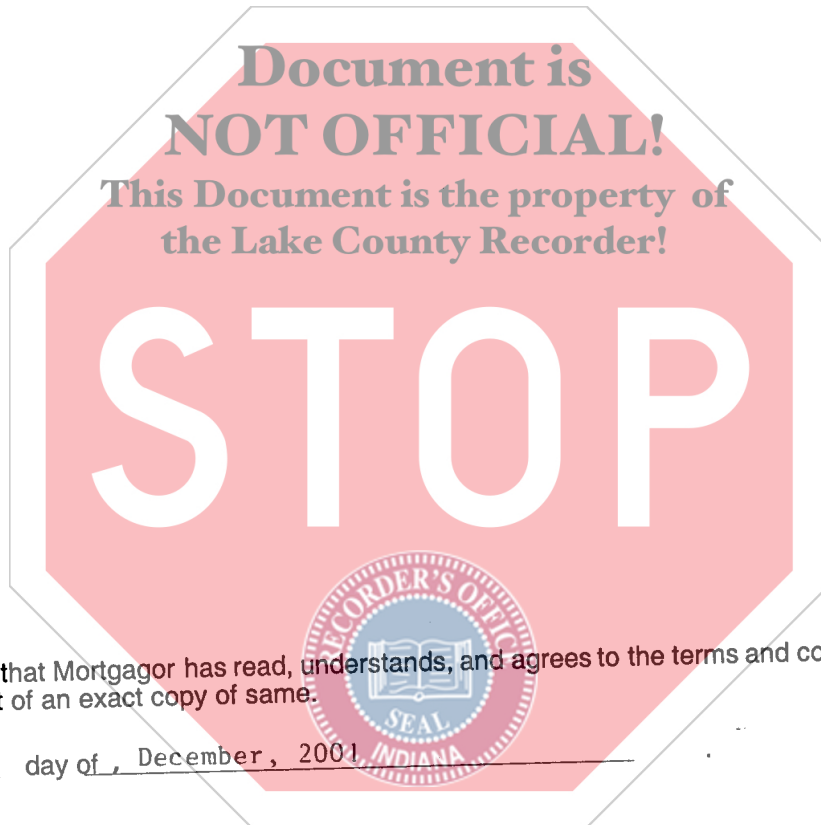 Document is
NOT OFFICIAL!
This Document is the property of
the Lake County Recorder!
STOP
RECORDER'S OFFICE
that Mortgagor has read, understands, and agrees to the terms and co
t of an exact copy of same.
SEAL
day of , December, 2001
INDIANA